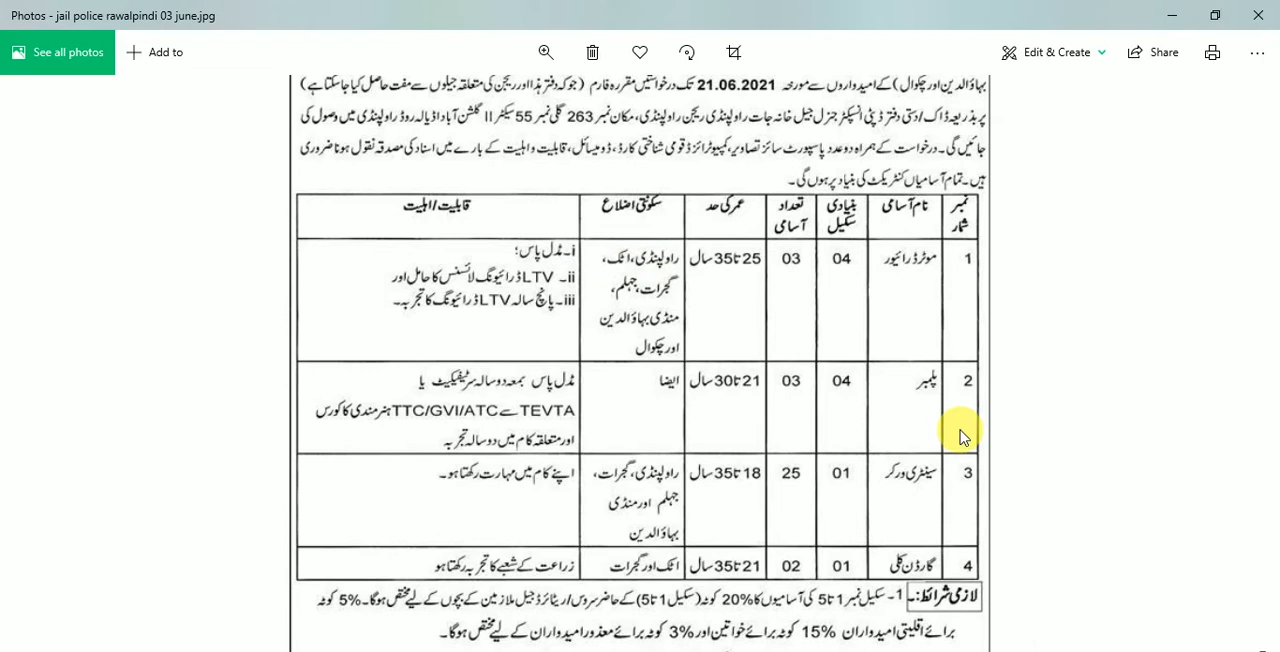 Photos - jail police rawalpindi 03 june.jpg
See all photos
Add to
Edit & Create
Share
بہاؤالدین اور چکوال) کے امیدواروں سے مورخہ 21.06.2021 تک درخواستیں مقررہ فارم (جو کہ دفتر ہذا اور ریجن کی متعلقہ جیلوں سے مفت حاصل کیا جا سکتا ہے)
پر بذریعہ ڈاک/دستی دفتر ڈپٹی انسپکٹر جنرل جیل خانہ جات راولپنڈی ریجن راولپنڈی، مکان نمبر 263 گلی نمبر 55 سیکٹر II گلشن آباد اڈیالہ روڈ راولپنڈی میں وصول کی
جائیں گی۔ درخواست کے ہمراہ دو عدد پاسپورٹ سائز تصاویر، کمپیوٹرائزڈ قومی شناختی کارڈ، ڈومیسائل، قابلیت و اہلیت کے بارے میں اسناد کی مصدقہ نقول ہونا ضروری
ہیں۔ تمام آسامیاں کنٹریکٹ کی بنیاد پر ہوں گی۔
نمبر شمار نام آسامی بنیادی سکیل تعداد آسامی عمر کی حد سکونتی اضلاع قابلیت/اہلیت
1 موٹر ڈرائیور 04 03 25 تا 35 سال راولپنڈی، اٹک، i۔ مڈل پاس؛
گجرات، جہلم، ii۔ LTV ڈرائیونگ لائسنس کا حامل اور
منڈی بہاؤالدین iii۔ پانچ سالہ LTV ڈرائیونگ کا تجربہ۔
اور چکوال
2 پلمبر 04 03 21 تا 30 سال ایضا مڈل پاس بمعہ دو سالہ سرٹیفکیٹ یا
TEVTA سے TTC/GVI/ATC ہنرمندی کا کورس
اور متعلقہ کام میں دو سالہ تجربہ
3 سینٹری ورکر 01 25 18 تا 35 سال راولپنڈی، گجرات، اپنے کام میں مہارت رکھتا ہو۔
جہلم اور منڈی
بہاؤالدین
4 گارڈن کلی 01 02 21 تا 35 سال اٹک اور گجرات زراعت کے شعبے کا تجربہ رکھتا ہو
لازمی شرائط:۔ 1۔ سکیل نمبر 1 تا 5 کی آسامیوں کا 20% کوٹہ (سکیل 1 تا 5) کے حاضر سروس/ریٹائرڈ جیل ملازمین کے بچوں کے لیے مختص ہوگا۔ 5% کوٹہ
برائے اقلیتی امیدواران 15% کوٹہ برائے خواتین اور 3% کوٹہ برائے معذور امیدواران کے لیے مختص ہوگا۔